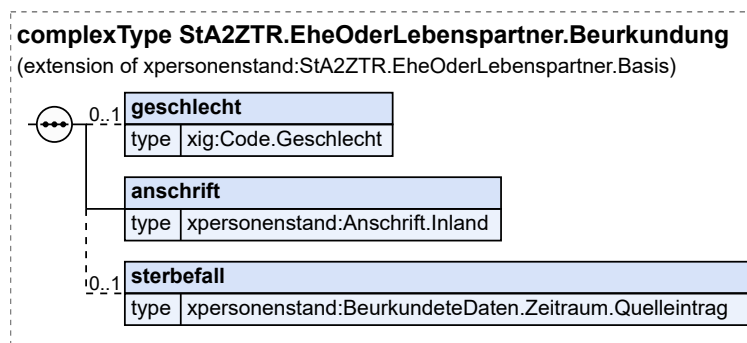 complexType StA2ZTR.EheOderLebenspartner.Beurkundung
(extension of xpersonenstand:StA2ZTR.EheOderLebenspartner.Basis)
0..1 geschlecht
type xig:Code.Geschlecht
anschrift
type xpersonenstand:Anschrift.Inland
0..1 sterbefall
type xpersonenstand:BeurkundeteDaten.Zeitraum.Quelleintrag